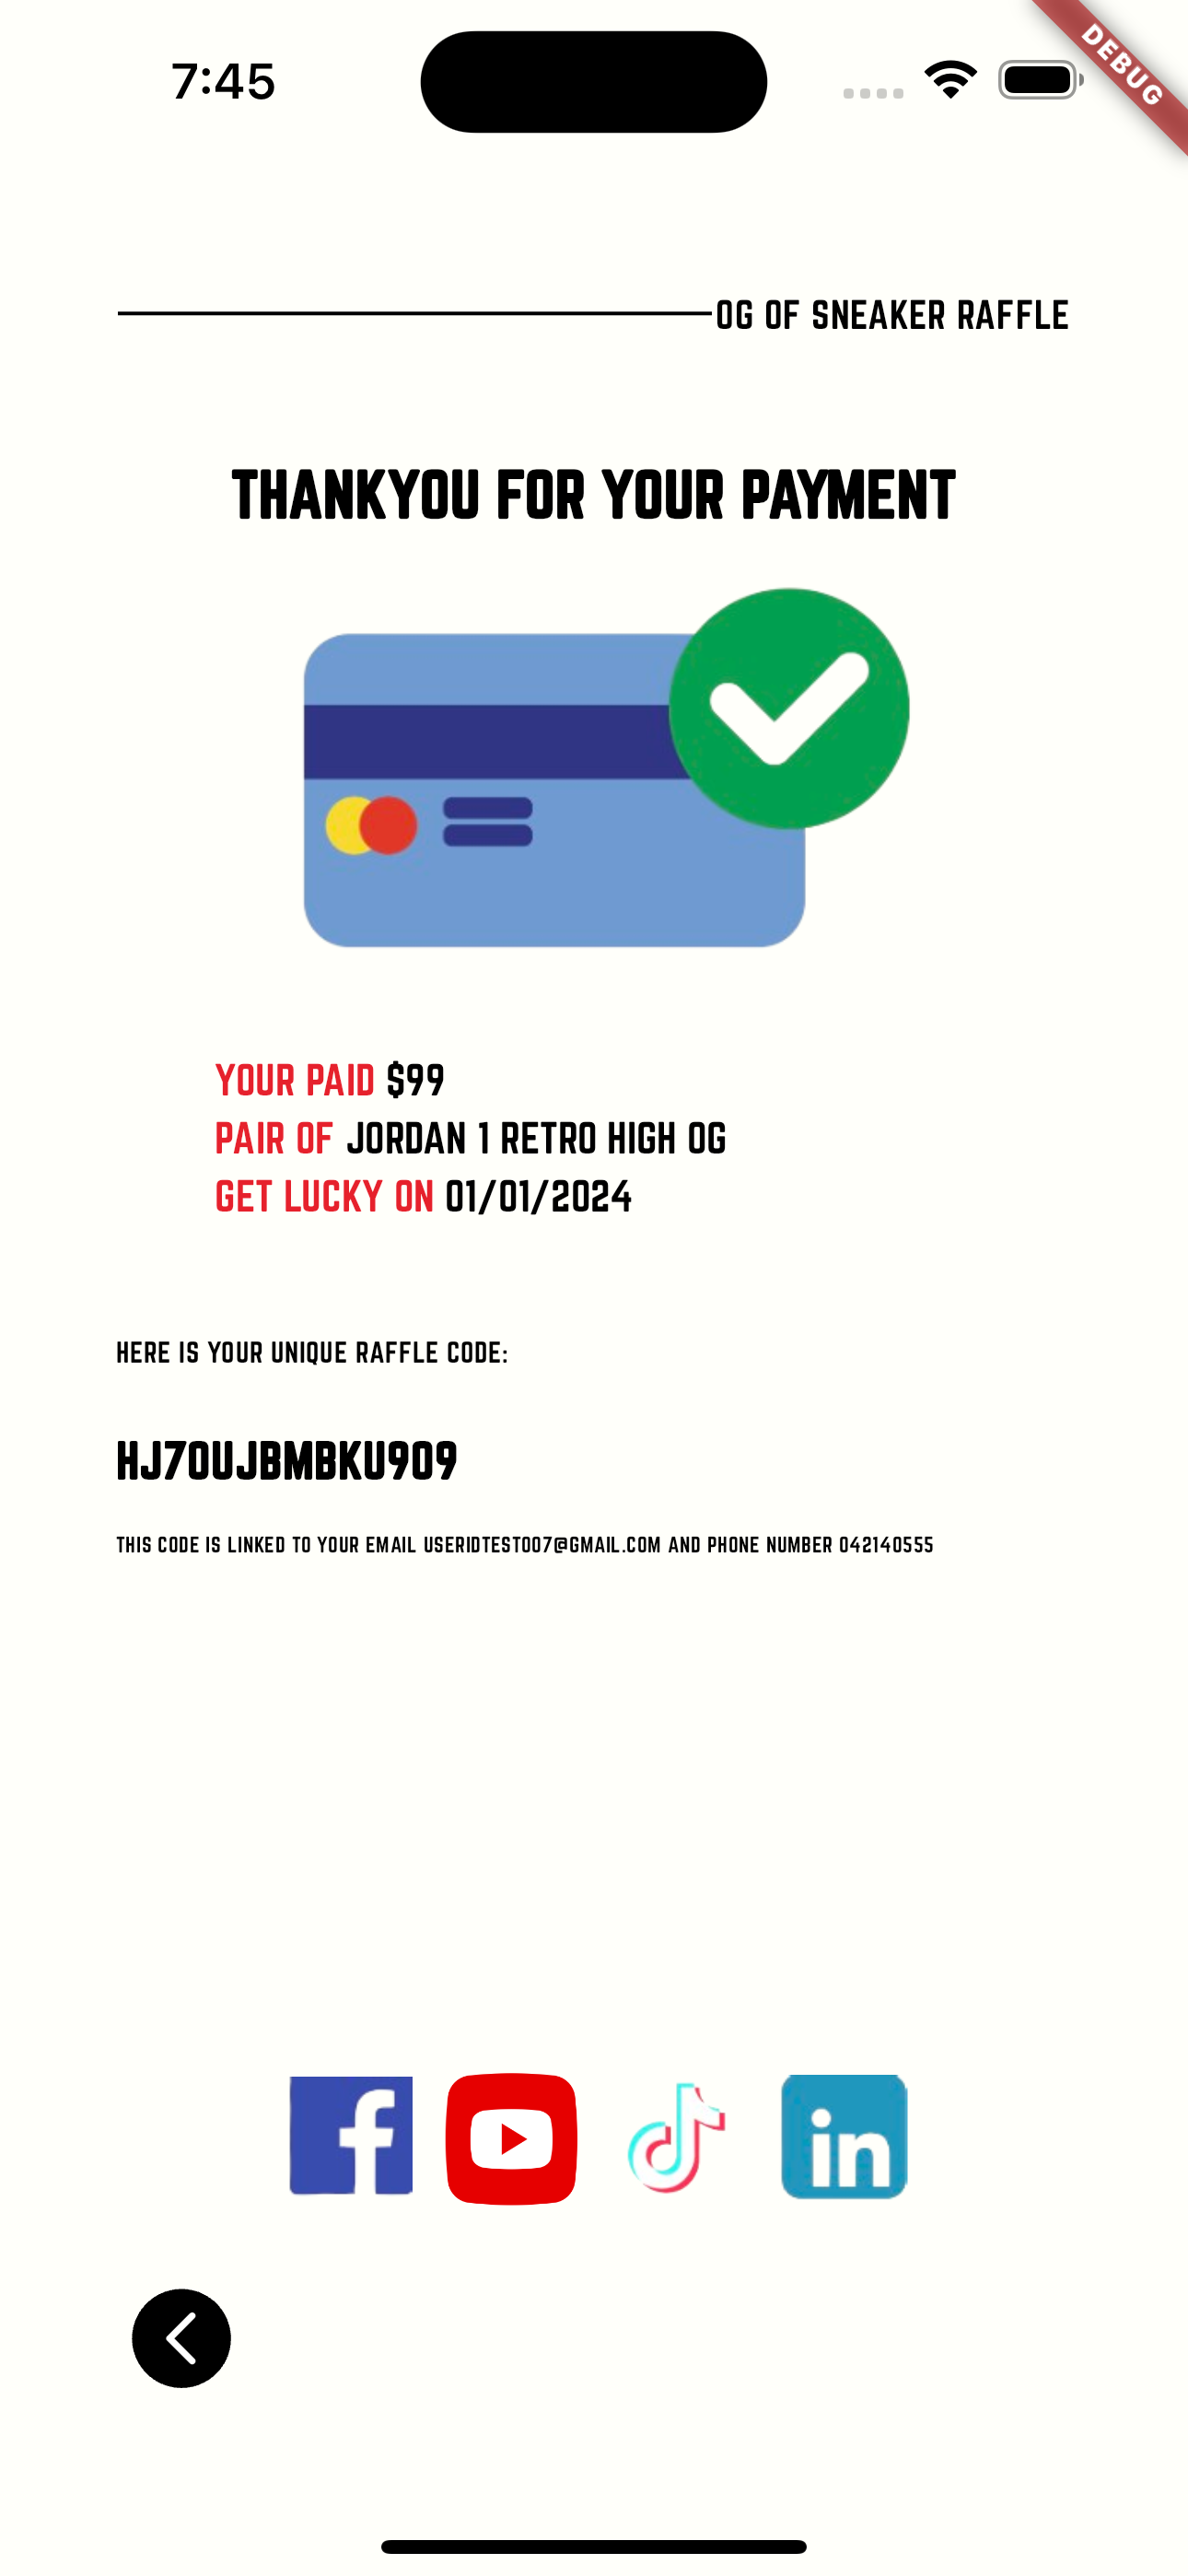 7:45
DEBUG
OG OF SNEAKER RAFFLE
THANKYOU FOR YOUR PAYMENT
YOUR PAID $99
PAIR OF JORDAN 1 RETRO HIGH OG
GET LUCKY ON 01/01/2024
HERE IS YOUR UNIQUE RAFFLE CODE:
HJ70UJBMBKU909
THIS CODE IS LINKED TO YOUR EMAIL USERIDTEST007@GMAIL.COM AND PHONE NUMBER 042140555
f
in